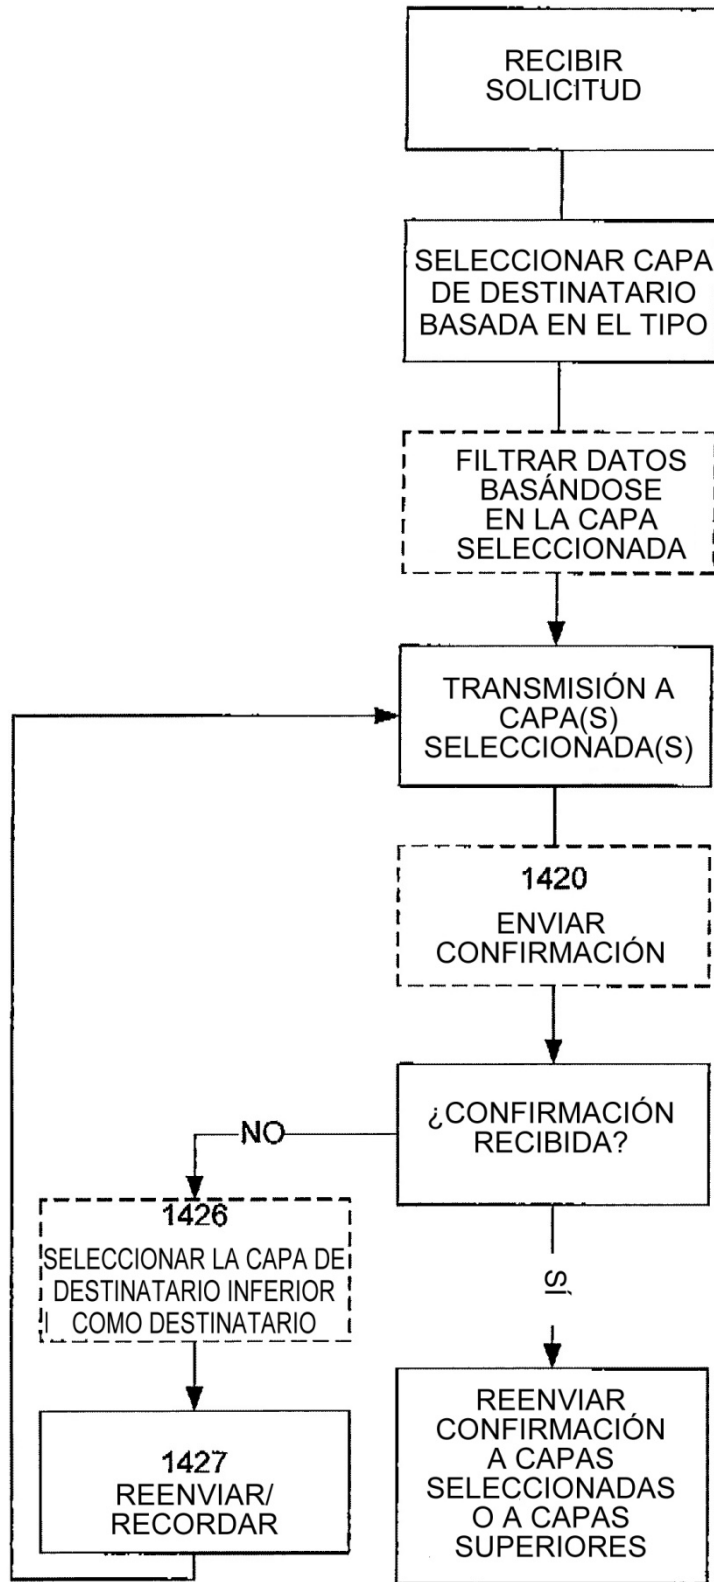 RECIBIR
SOLICITUD
SELECCIONAR CAPA
DE DESTINATARIO
BASADA EN EL TIPO
FILTRAR DATOS
BASÁNDOSE
EN LA CAPA
SELECCIONADA
TRANSMISIÓN A
CAPA(S)
SELECCIONADA(S)
1420
ENVIAR
CONFIRMACIÓN
¿CONFIRMACIÓN
RECIBIDA?
NO
1426
SELECCIONAR LA CAPA DE
DESTINATARIO INFERIOR
COMO DESTINATARIO
1427
REENVIAR/
RECORDAR
SÍ
REENVIAR
CONFIRMACIÓN
A CAPAS
SELECCIONADAS
O A CAPAS
SUPERIORES